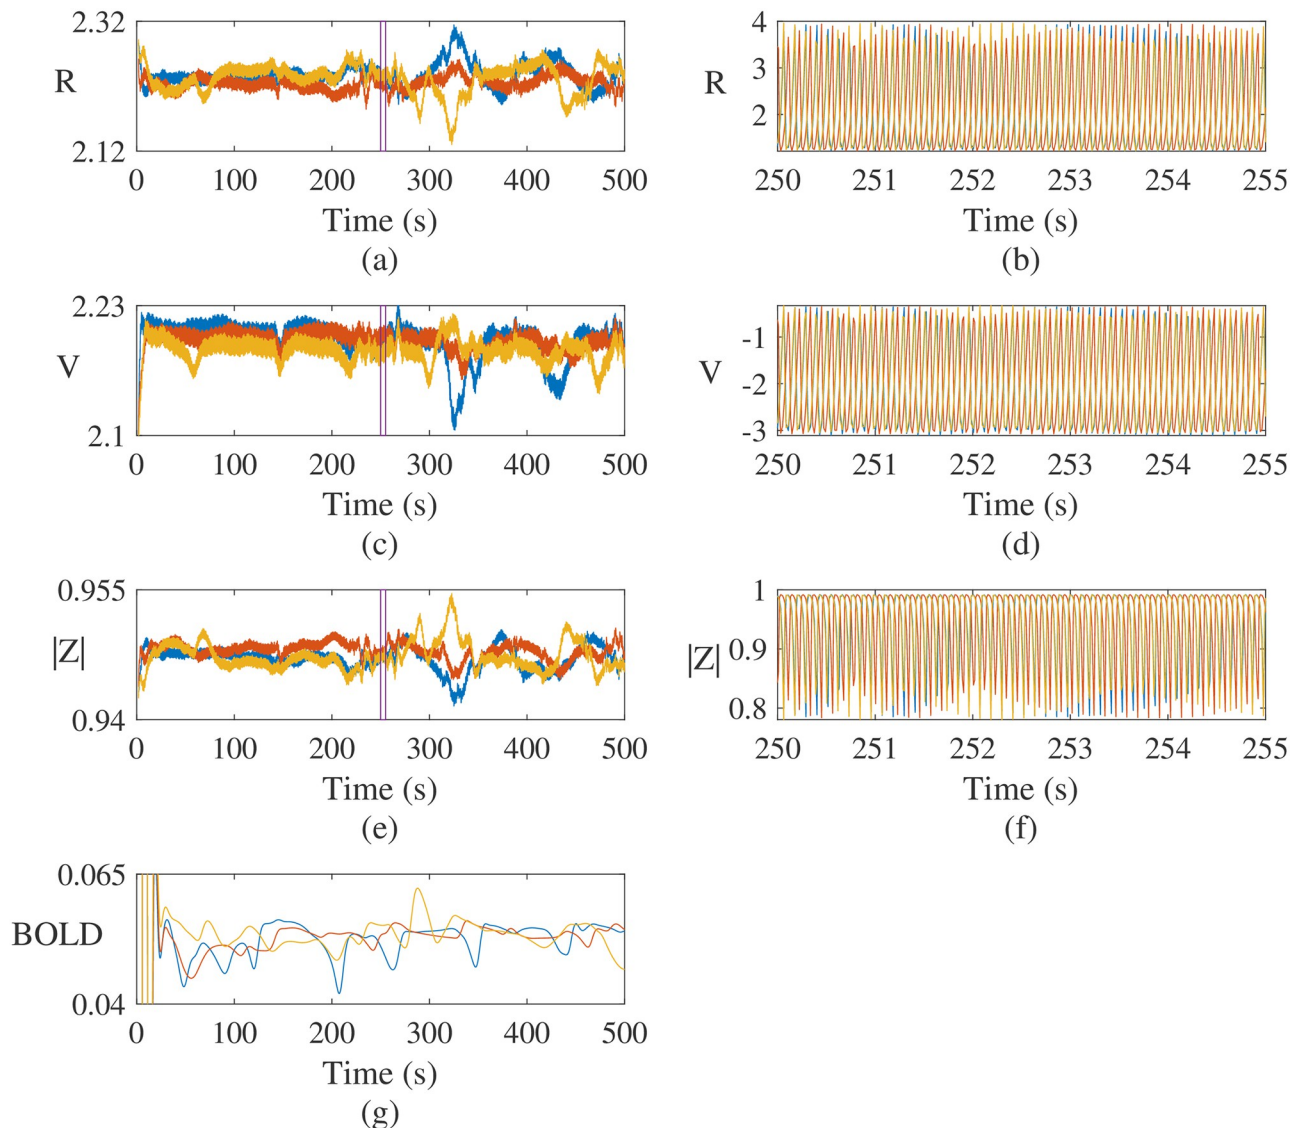 2.32
R
2.12
0 100 200 300 400 500
Time (s)
(a)
4
3
R
2
250 251 252 253 254 255
Time (s)
(b)
2.23
V
2.1
0 100 200 300 400 500
Time (s)
(c)
-1
V
-2
-3
250 251 252 253 254 255
Time (s)
(d)
0.955
|Z|
0.94
0 100 200 300 400 500
Time (s)
(e)
1
|Z| 0.9
0.8
250 251 252 253 254 255
Time (s)
(f)
0.065
BOLD
0.04
0 100 200 300 400 500
Time (s)
(g)